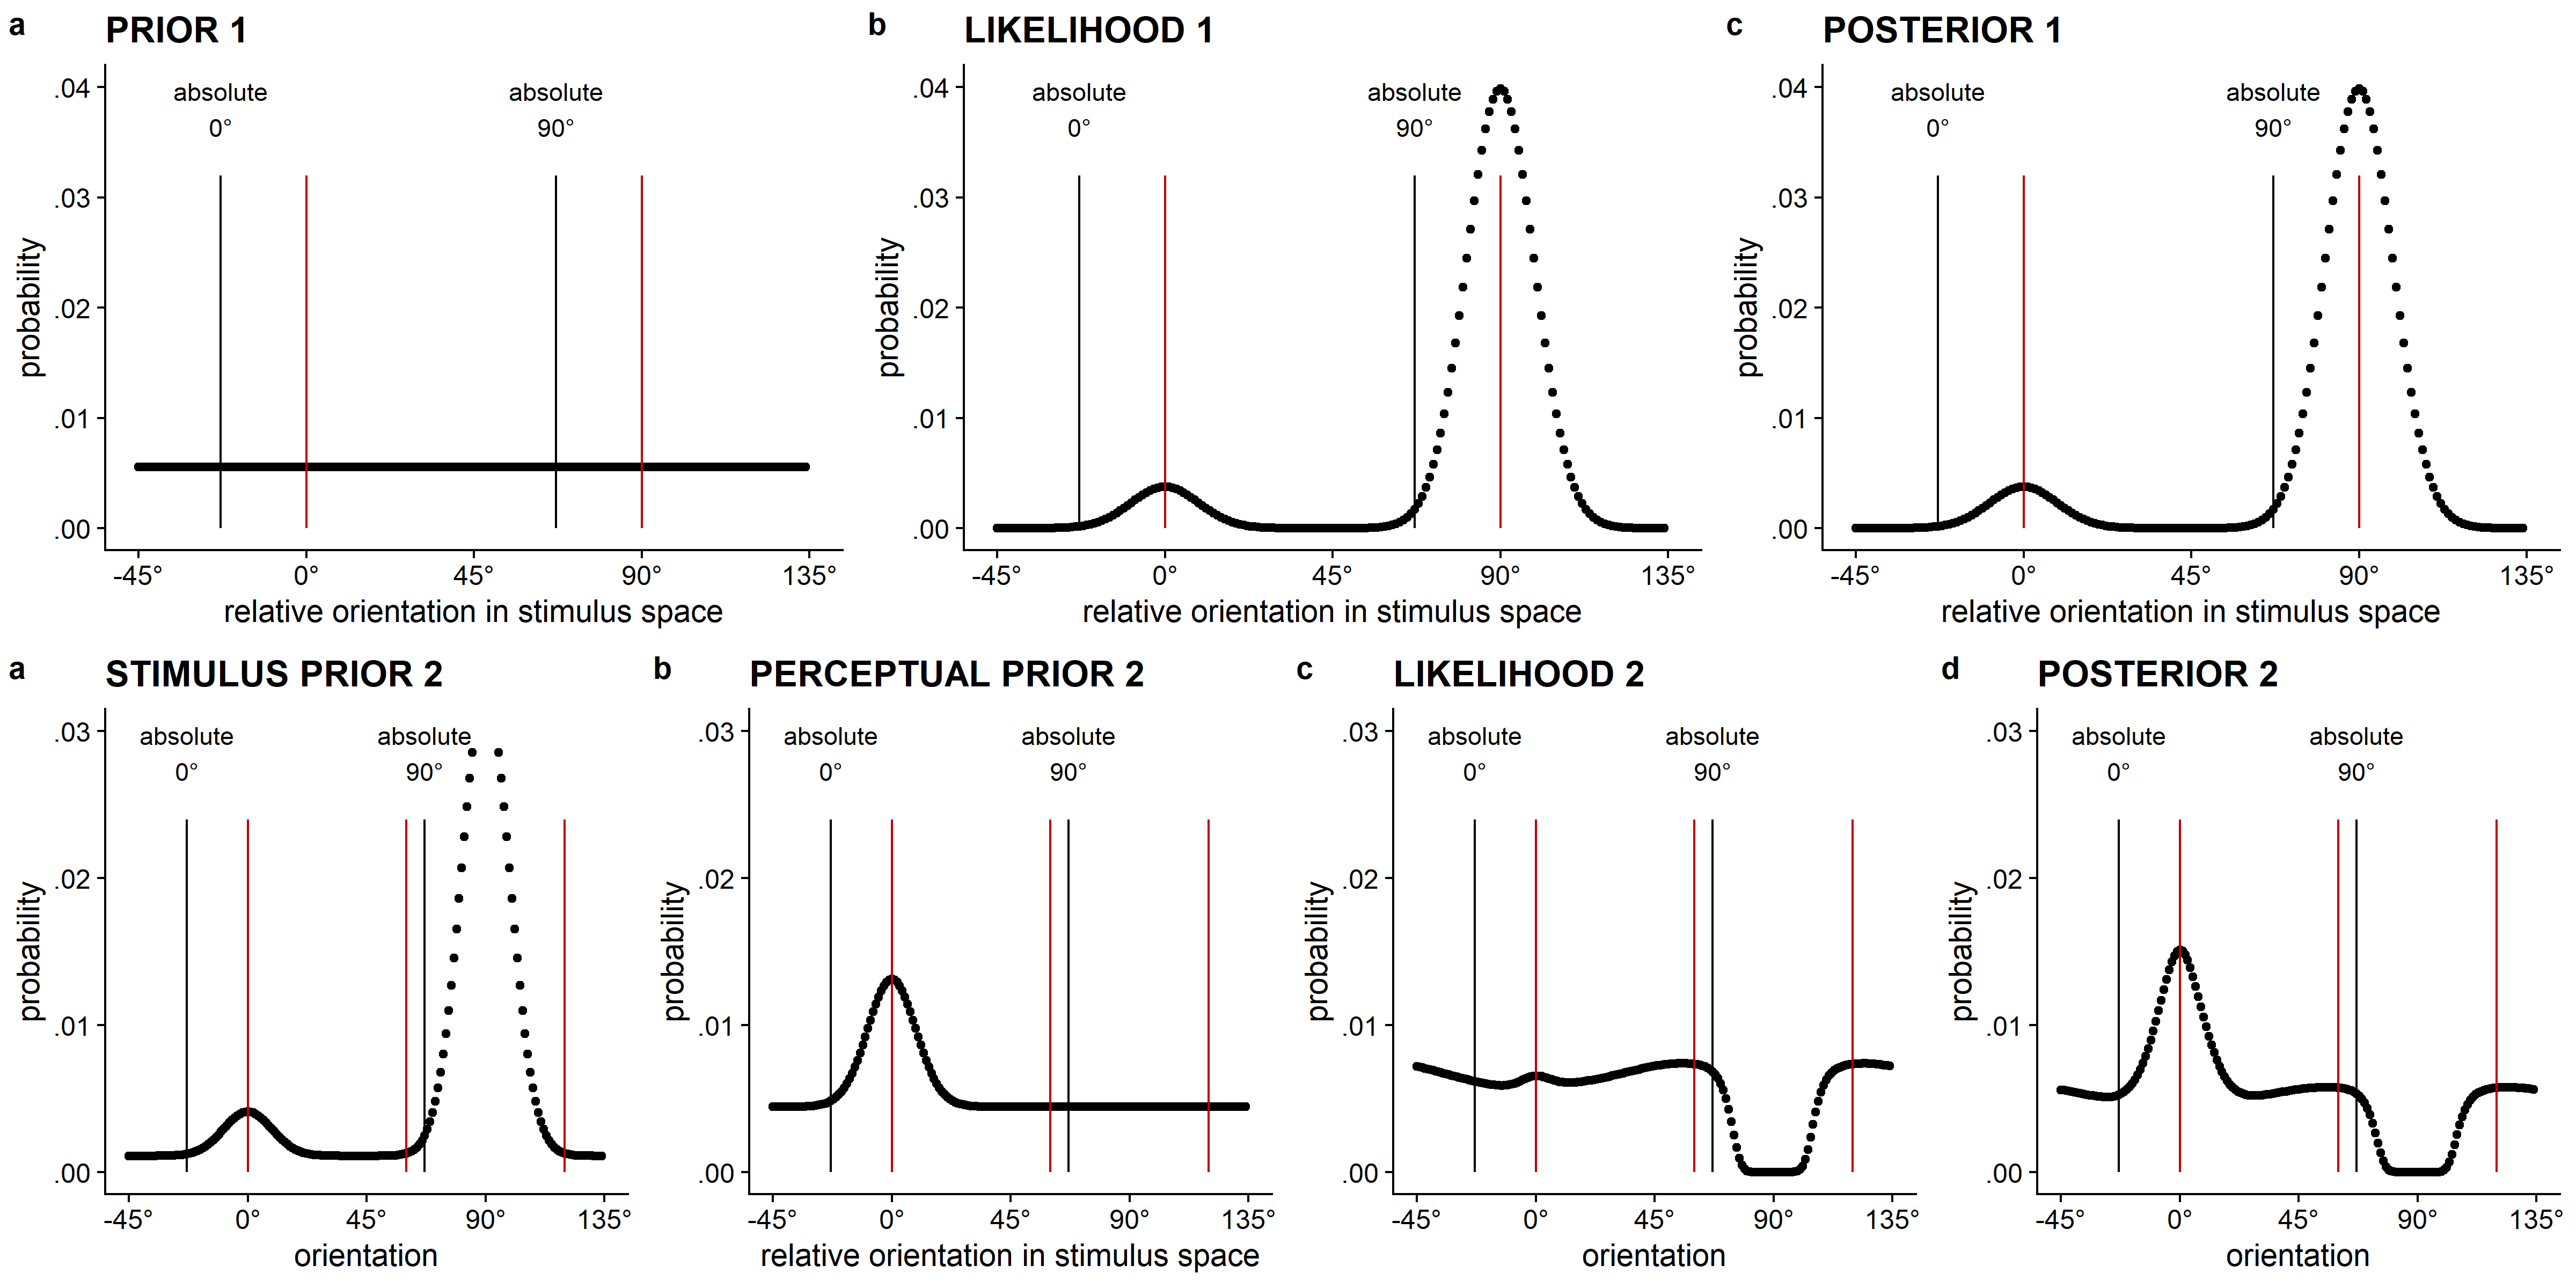 a PRIOR 1
absolute 0°
absolute 90°
.04
.03
.02
.01
.00
probability
-45° 0° 45° 90° 135°
relative orientation in stimulus space
b LIKELIHOOD 1
absolute 0°
absolute 90°
.04
.03
.02
.01
.00
probability
-45° 0° 45° 90° 135°
relative orientation in stimulus space
c POSTERIOR 1
absolute 0°
absolute 90°
.04
.03
.02
.01
.00
probability
-45° 0° 45° 90° 135°
relative orientation in stimulus space
a STIMULUS PRIOR 2
absolute 0°
absolute 90°
.03
.02
.01
.00
probability
-45° 0° 45° 90° 135°
orientation
b PERCEPTUAL PRIOR 2
absolute 0°
absolute 90°
.03
.02
.01
.00
probability
-45° 0° 45° 90° 135°
relative orientation in stimulus space
c LIKELIHOOD 2
absolute 0°
absolute 90°
.03
.02
.01
.00
probability
-45° 0° 45° 90° 135°
orientation
d POSTERIOR 2
absolute 0°
absolute 90°
.03
.02
.01
.00
probability
-45° 0° 45° 90° 135°
orientation